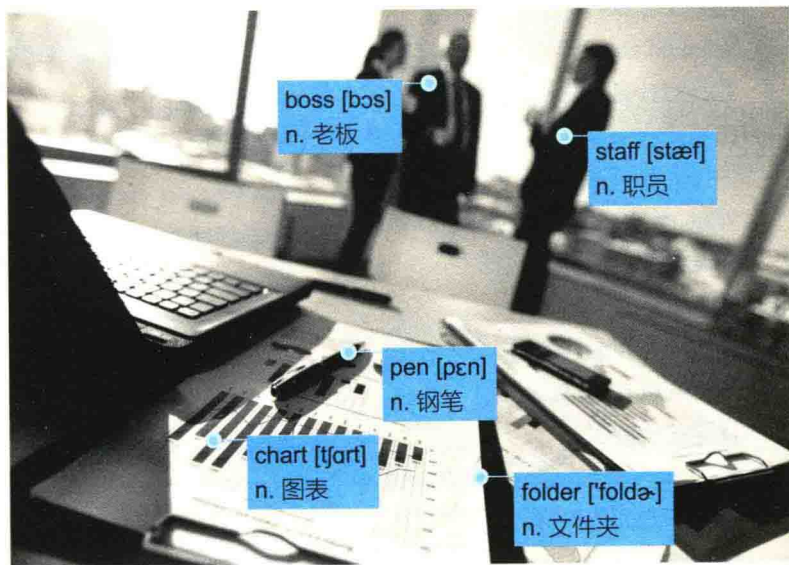 boss [bɔs]
n. 老板
staff [stæf]
n. 职员
pen [pɛn]
n. 钢笔
chart [tʃɑrt]
n. 图表
folder ['foldɚ]
n. 文件夹